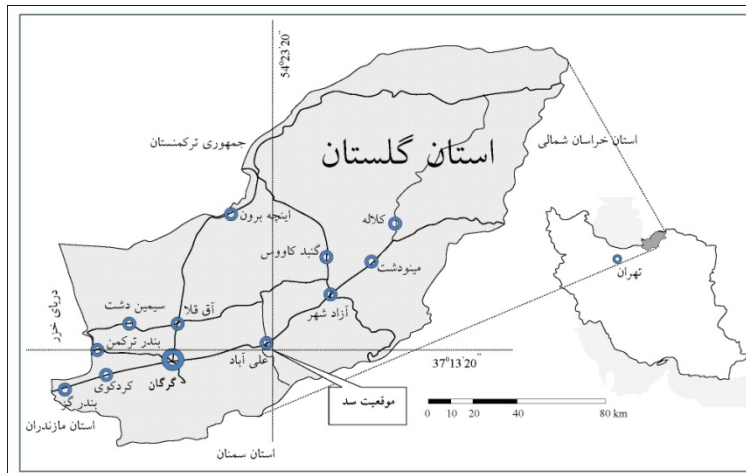 54°23'20"
جمهوری ترکمنستان
استان گلستان
استان خراسان شمالی
کلاله
اینچه برون
گنبد کاووس
مینودشت
تهران
دریای خزر
سیمین دشت
آق قلا
آزاد شهر
بندر ترکمن
علی آباد
37°13'20"
گرگان
کردکوی
بندر گز
موقعیت سد
استان مازندران
استان سمنان
0 10 20 40 80 km